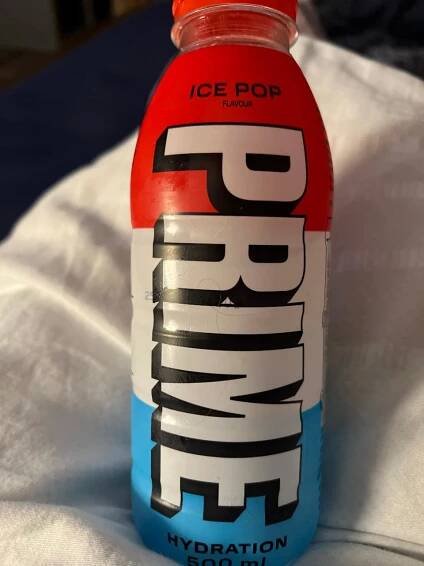 ICE POP
FLAVOUR
PRIME
HYDRATION
500 ml